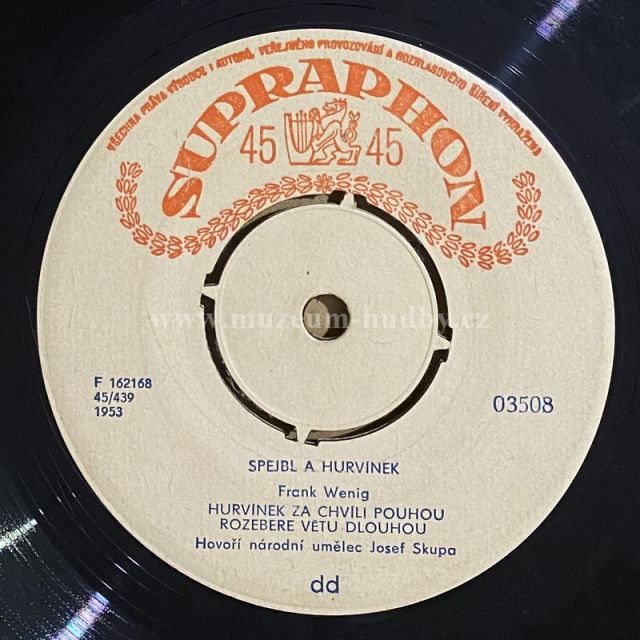 VŠECHNA PRÁVA VÝROBCE I AUTORŮ, VEŘEJNÉHO PROVOZOVÁNÍ A ROZHLASOVÉHO ŠÍŘENÍ VYHRAŽENA
SUPRAPHON
45 45
www.muzeum-hudby.cz
F 162168
45/439
1953
03508
SPEJBL A HURVÍNEK
Frank Wenig
HURVÍNEK ZA CHVÍLI POUHOU
ROZEBERE VĚTU DLOUHOU
Hovoří národní umělec Josef Skupa
dd